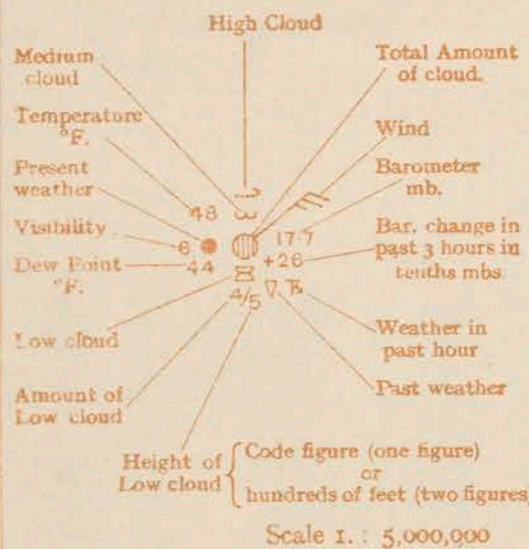 High Cloud
Medium
cloud
Total Amount
of cloud.
Temperature
°F.
Wind
Present
weather
Barometer
mb.
48
Visibility
6
17.7
Bar. change in
past 3 hours in
tenths mbs.
Dew Point
°F.
44
+26
4/5
Low cloud
Weather in
past hour
Amount of
Low cloud
Past weather
Height of
Low cloud
Code figure (one figure)
or
hundreds of feet (two figures)
Scale 1. : 5,000,000